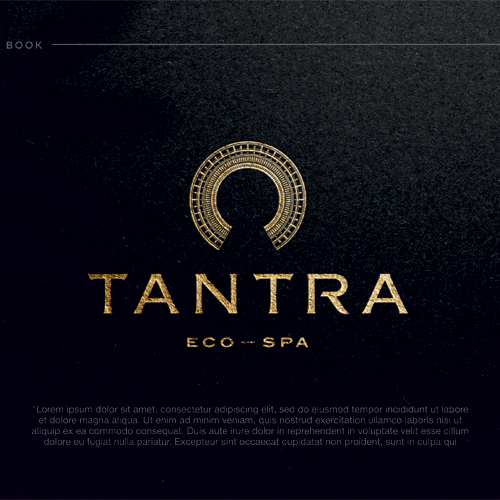 BOOK
TANTRA
ECO SPA
"Lorem ipsum dolor sit amet, consectetur adipiscing elit, sed do eiusmod tempor incididunt ut labore
et dolore magna aliqua. Ut enim ad minim veniam, quis nostrud exercitation ullamco laboris nisi ut
aliquip ex ea commodo consequat. Duis aute irure dolor in reprehenderit in voluptate velit esse cillum
dolore eu fugiat nulla pariatur. Excepteur sint occaecat cupidatat non proident, sunt in culpa qui